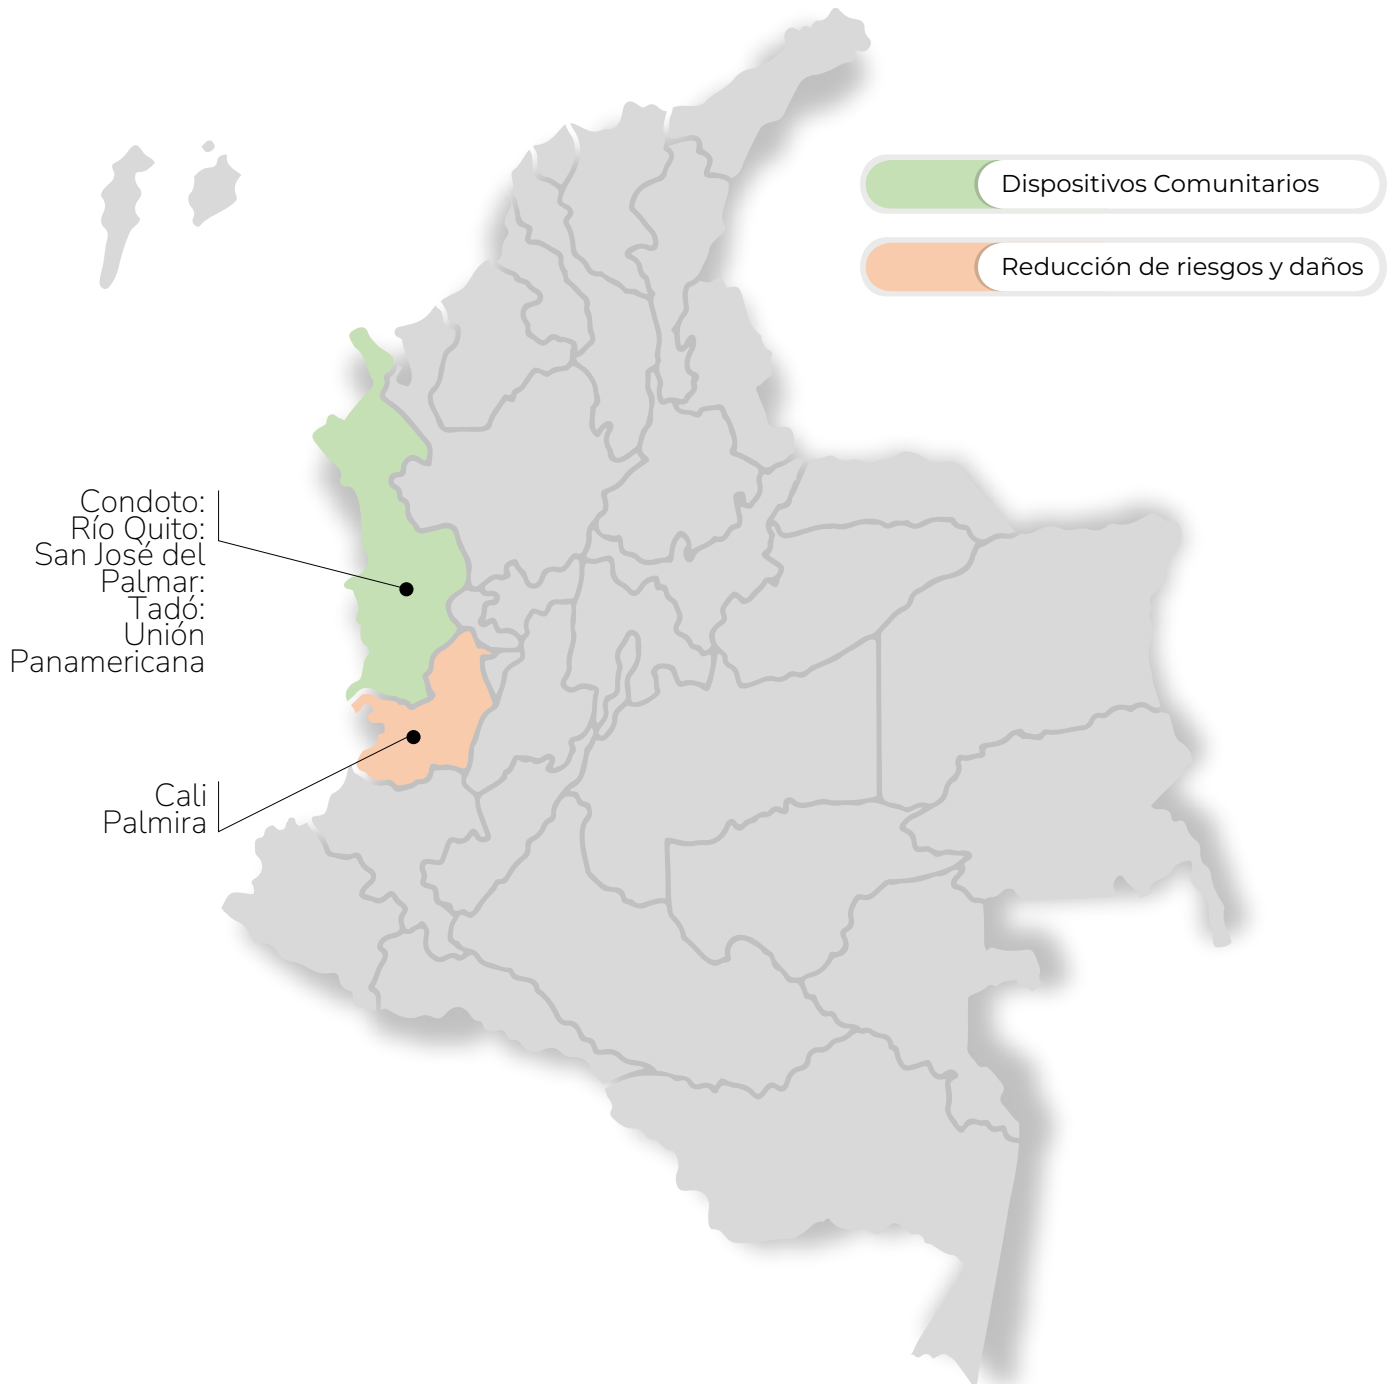 Dispositivos Comunitarios
Reducción de riesgos y daños
Condoto:
Río Quito:
San José del
Palmar:
Tadó:
Unión
Panamericana
Cali
Palmira